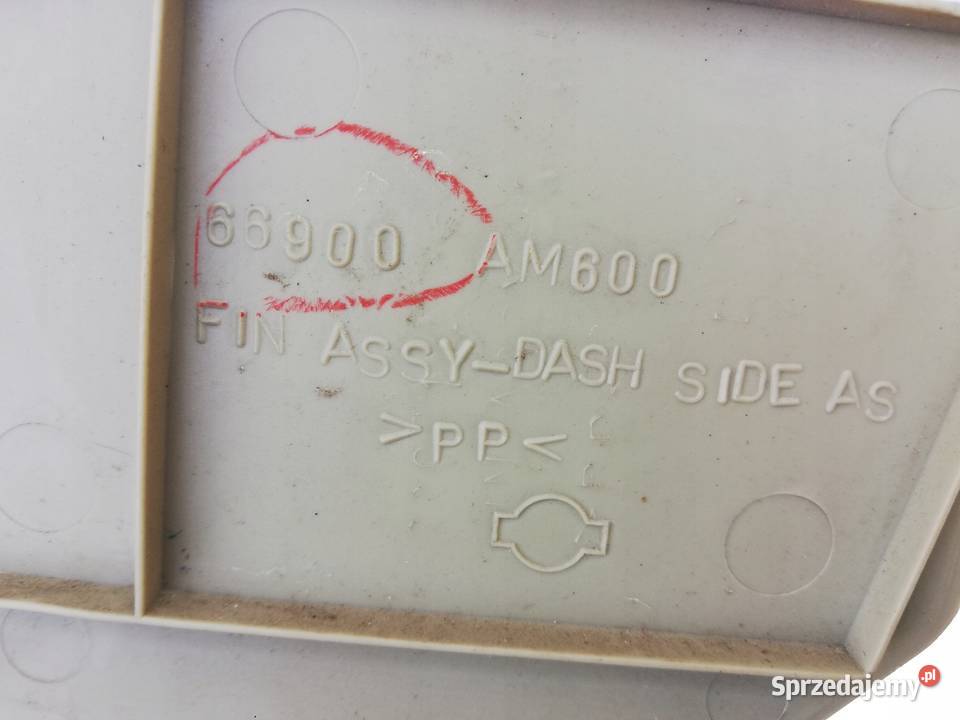 66900 AM600
FIN ASSY-DASH SIDE AS
>PP<
Sprzedajemy.pl